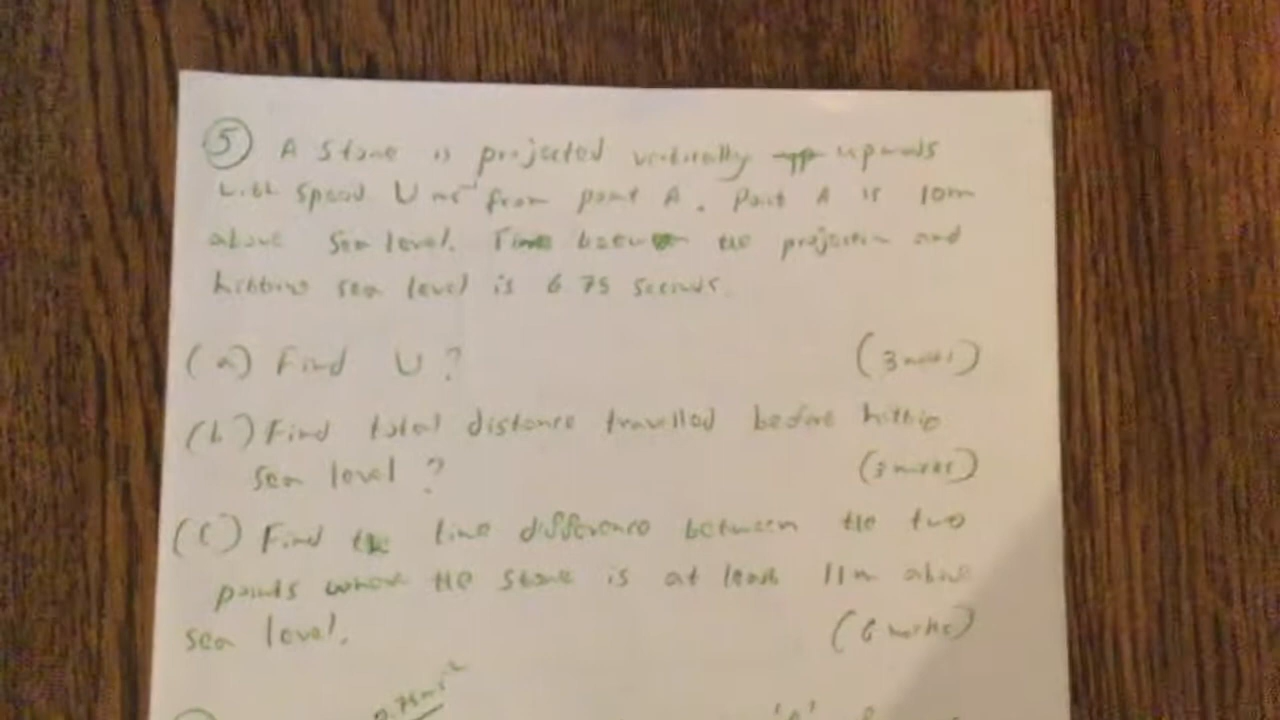 5 A stone is projected vertically upwards
with speed U ms⁻¹ from point A. Point A is 10m
above sea level. Time between the projection and
hitting sea level is 6 75 seconds.
(a) Find U? (3 marks)
(b) Find total distance travelled before hitting
sea level? (3 marks)
(c) Find the time difference between the two
points where the stone is at least 11m above
sea level. (6 marks)
.75ms⁻²
'A'